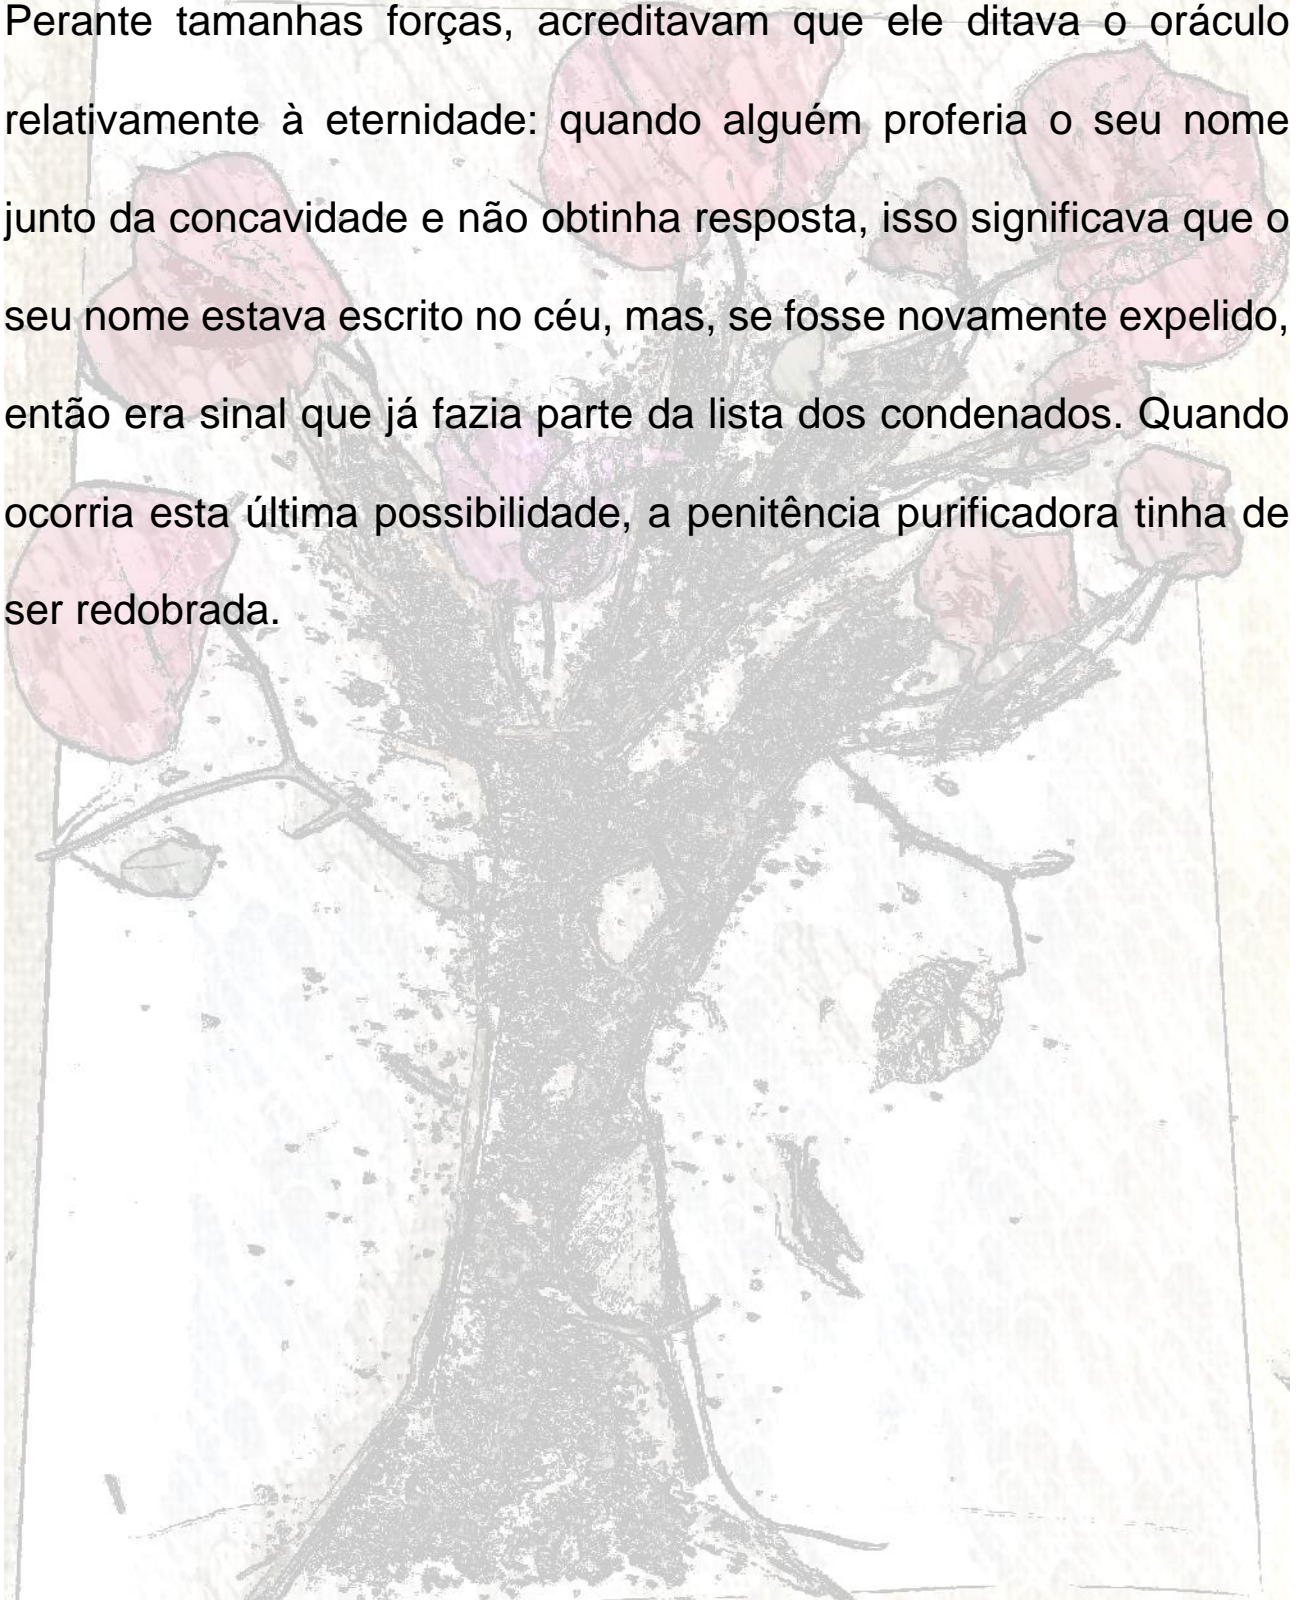 Perante tamanhas forças, acreditavam que ele ditava o oráculo
relativamente à eternidade: quando alguém proferia o seu nome
junto da concavidade e não obtinha resposta, isso significava que o
seu nome estava escrito no céu, mas, se fosse novamente expelido,
então era sinal que já fazia parte da lista dos condenados. Quando
ocorria esta última possibilidade, a penitência purificadora tinha de
ser redobrada.